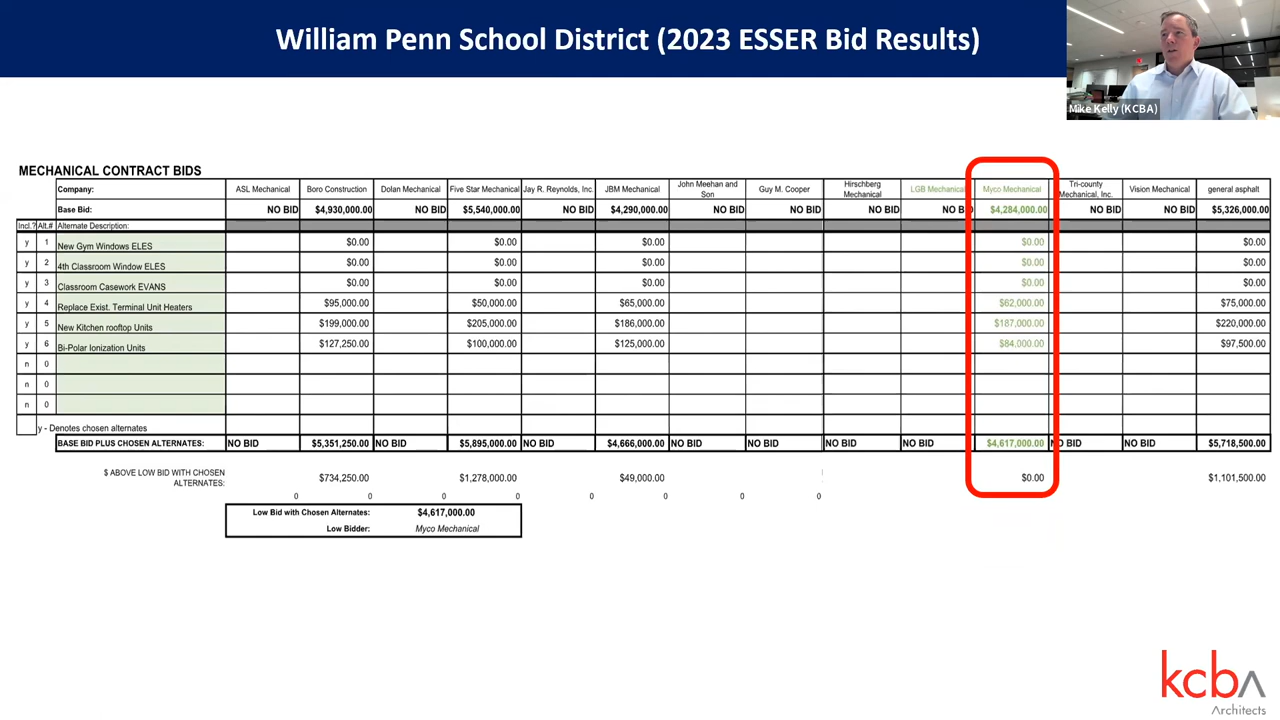 William Penn School District (2023 ESSER Bid Results)
Mike Kelly (KCBA)
MECHANICAL CONTRACT BIDS
Company: ASL Mechanical Boro Construction Dolan Mechanical Five Star Mechanical Jay R. Reynolds, Inc. JBM Mechanical John Meehan and Son Guy M. Cooper Hirschberg Mechanical LGB Mechanical Myco Mechanical Tri-county Mechanical, Inc. Vision Mechanical general asphalt
Base Bid: NO BID $4,930,000.00 NO BID $5,540,000.00 NO BID $4,290,000.00 NO BID NO BID NO BID NO BID $4,284,000.00 NO BID NO BID $5,326,000.00
Incl.? Alt.# Alternate Description:
y 1 New Gym Windows ELES $0.00 $0.00 $0.00 $0.00 $0.00
y 2 4th Classroom Window ELES $0.00 $0.00 $0.00 $0.00 $0.00
y 3 Classroom Casework EVANS $0.00 $0.00 $0.00 $0.00 $0.00
y 4 Replace Exist. Terminal Unit Heaters $95,000.00 $50,000.00 $65,000.00 $62,000.00 $75,000.00
y 5 New Kitchen rooftop Units $199,000.00 $205,000.00 $186,000.00 $187,000.00 $220,000.00
y 6 Bi-Polar Ionization Units $127,250.00 $100,000.00 $125,000.00 $84,000.00 $97,500.00
n 0
n 0
n 0
y - Denotes chosen alternates
BASE BID PLUS CHOSEN ALTERNATES: NO BID $5,351,250.00 NO BID $5,895,000.00 NO BID $4,666,000.00 NO BID NO BID NO BID NO BID $4,617,000.00 NO BID NO BID $5,718,500.00
$ ABOVE LOW BID WITH CHOSEN
ALTERNATES: $734,250.00 $1,278,000.00 $49,000.00 $0.00 $1,101,500.00
0 0 0 0 0 0 0 0
Low Bid with Chosen Alternates: $4,617,000.00
Low Bidder: Myco Mechanical
kcba
Architects